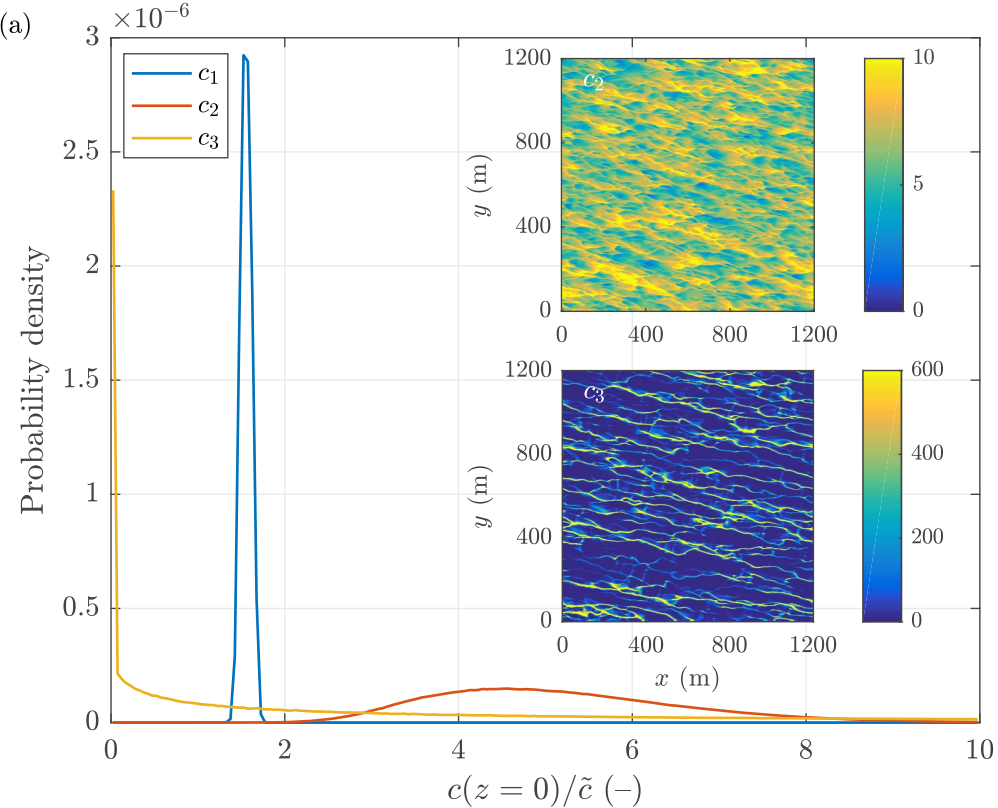 (a)
×10⁻⁶
3
2.5
2
1.5
1
0.5
0
Probability density
0 2 4 6 8 10
c(z = 0)/c̃ (–)
c₁
c₂
c₃
c₂
1200
800
400
0
y (m)
0 400 800 1200
10
5
0
c₃
1200
800
400
0
y (m)
0 400 800 1200
x (m)
600
400
200
0